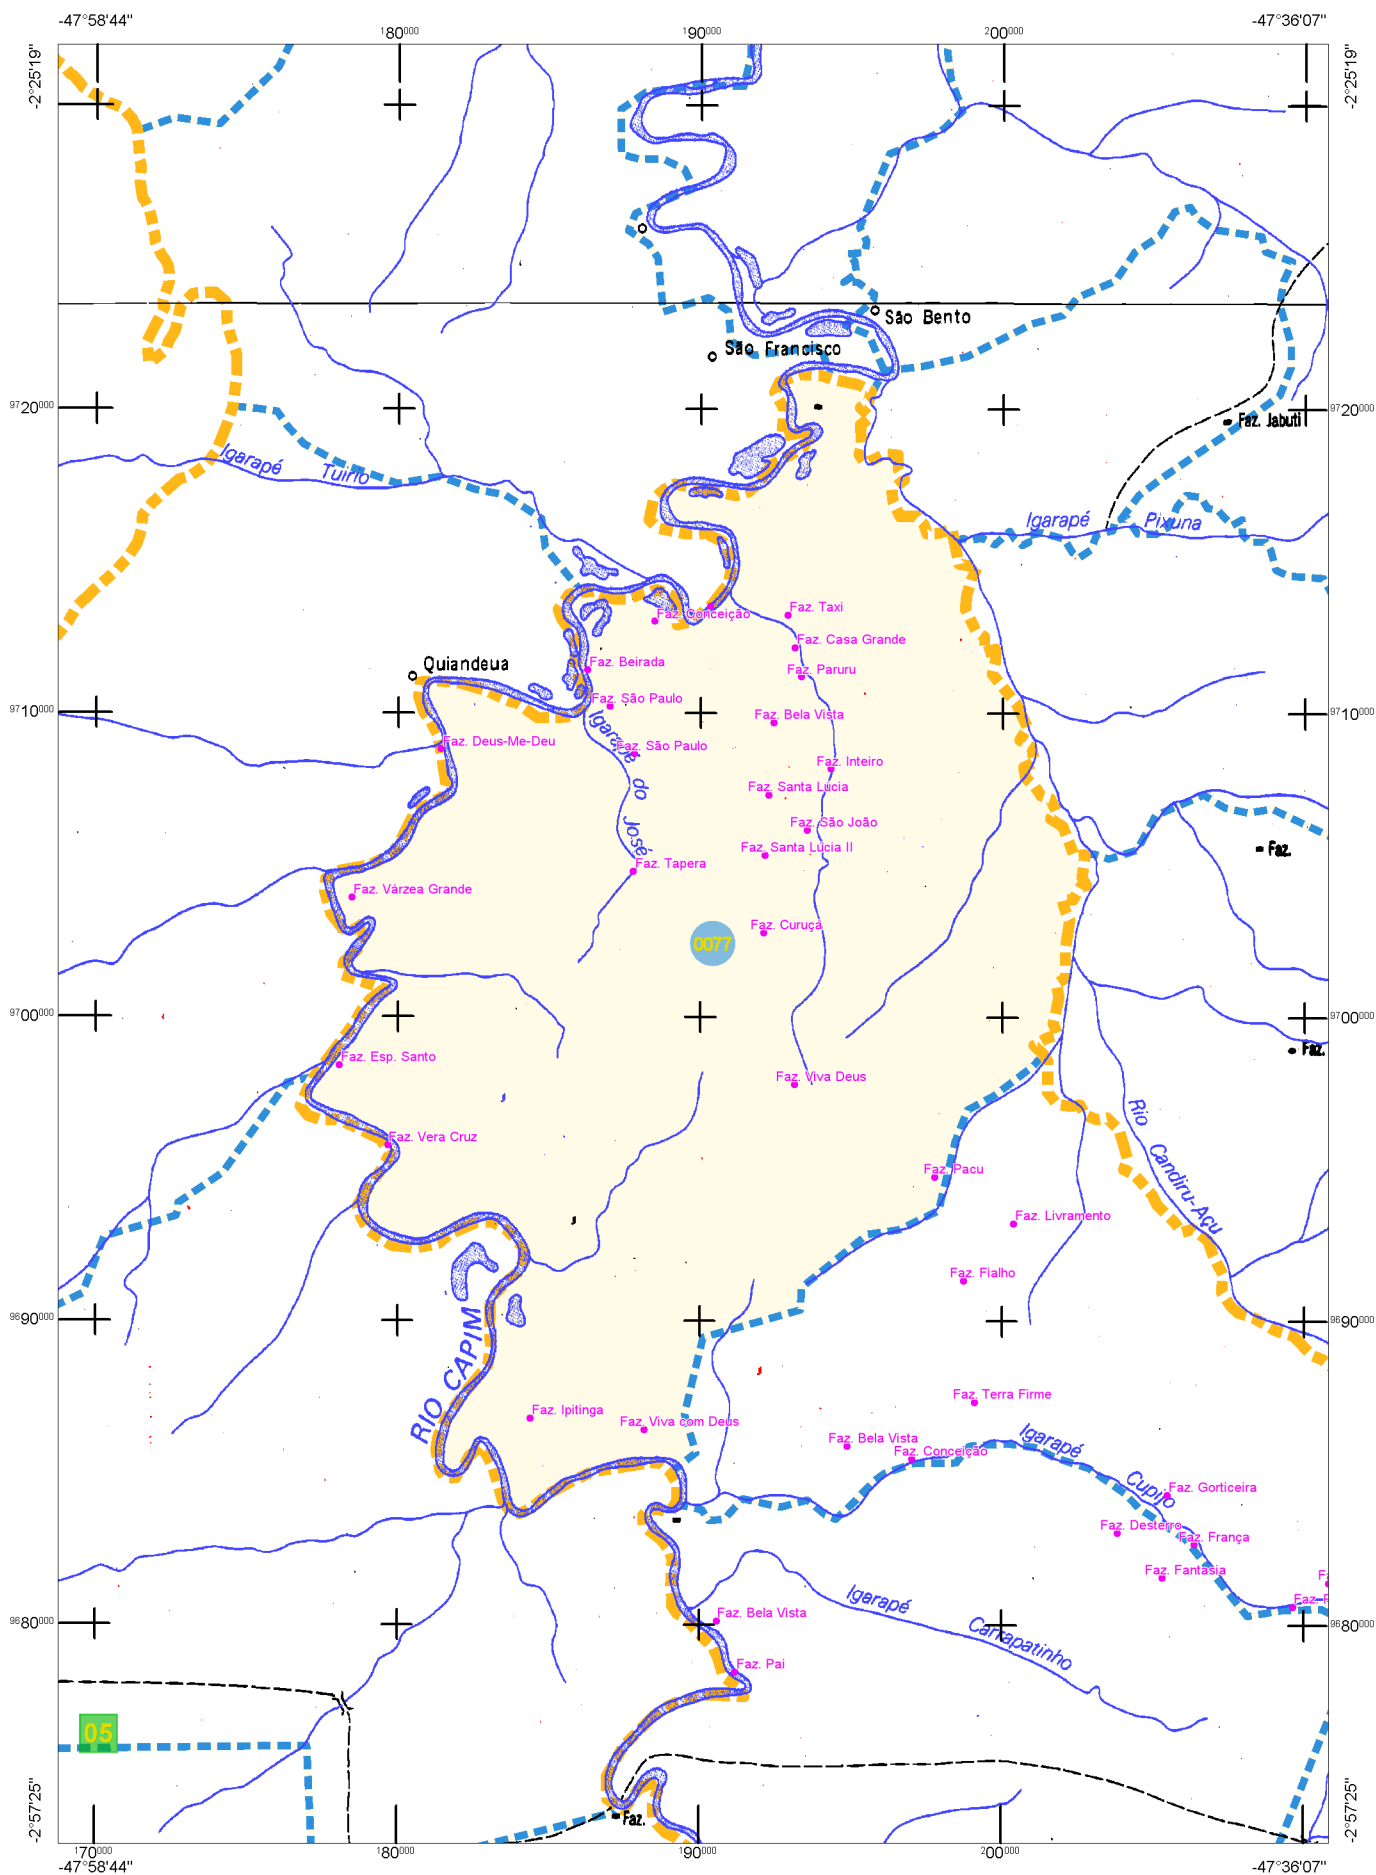 -47°58'44"
-47°36'07"
180000
190000
200000
-2°25'19"
-2°25'19"
São Bento
São Francisco
9720000
9720000
Faz. Jabuti
Igarapé Tuirio
Igarapé Pixuna
Faz. Conceição
Faz. Taxi
Faz. Casa Grande
Faz. Beirada
Faz. Paruru
Quiandeua
Faz. São Paulo
9710000
9710000
Faz. Bela Vista
Faz. Deus-Me-Deu
Faz. São Paulo
Igarapé do José
Faz. Inteiro
Faz. Santa Lúcia
Faz. São João
Faz. Santa Lúcia II
Faz.
Faz. Tapera
Faz. Várzea Grande
Faz. Curuçá
0077
9700000
9700000
Faz.
Faz. Esp. Santo
Faz. Viva Deus
Rio Candiru-Açu
Faz. Vera Cruz
Faz. Pacu
Faz. Livramento
Faz. Fialho
9690000
9690000
RIO CAPIM
Faz. Terra Firme
Faz. Ipitinga
Faz. Viva com Deus
Faz. Bela Vista
Faz. Conceição
Igarapé Cupijo
Faz. Gorticeira
Faz. Desterro
Faz. França
Faz. Fantasia
Igarapé Carrapatinho
Faz. Bela Vista
9680000
9680000
Faz. Pai
05
Faz.
-2°57'25"
-2°57'25"
170000
180000
190000
200000
-47°58'44"
-47°36'07"